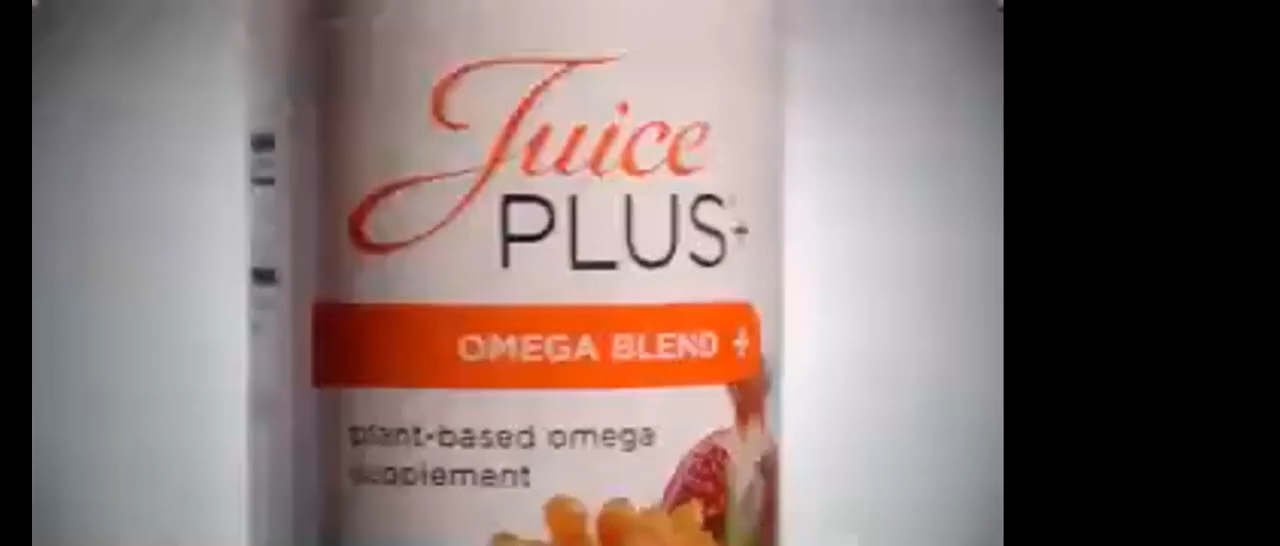 Juice
PLUS+
OMEGA BLEND +
plant-based omega
supplement